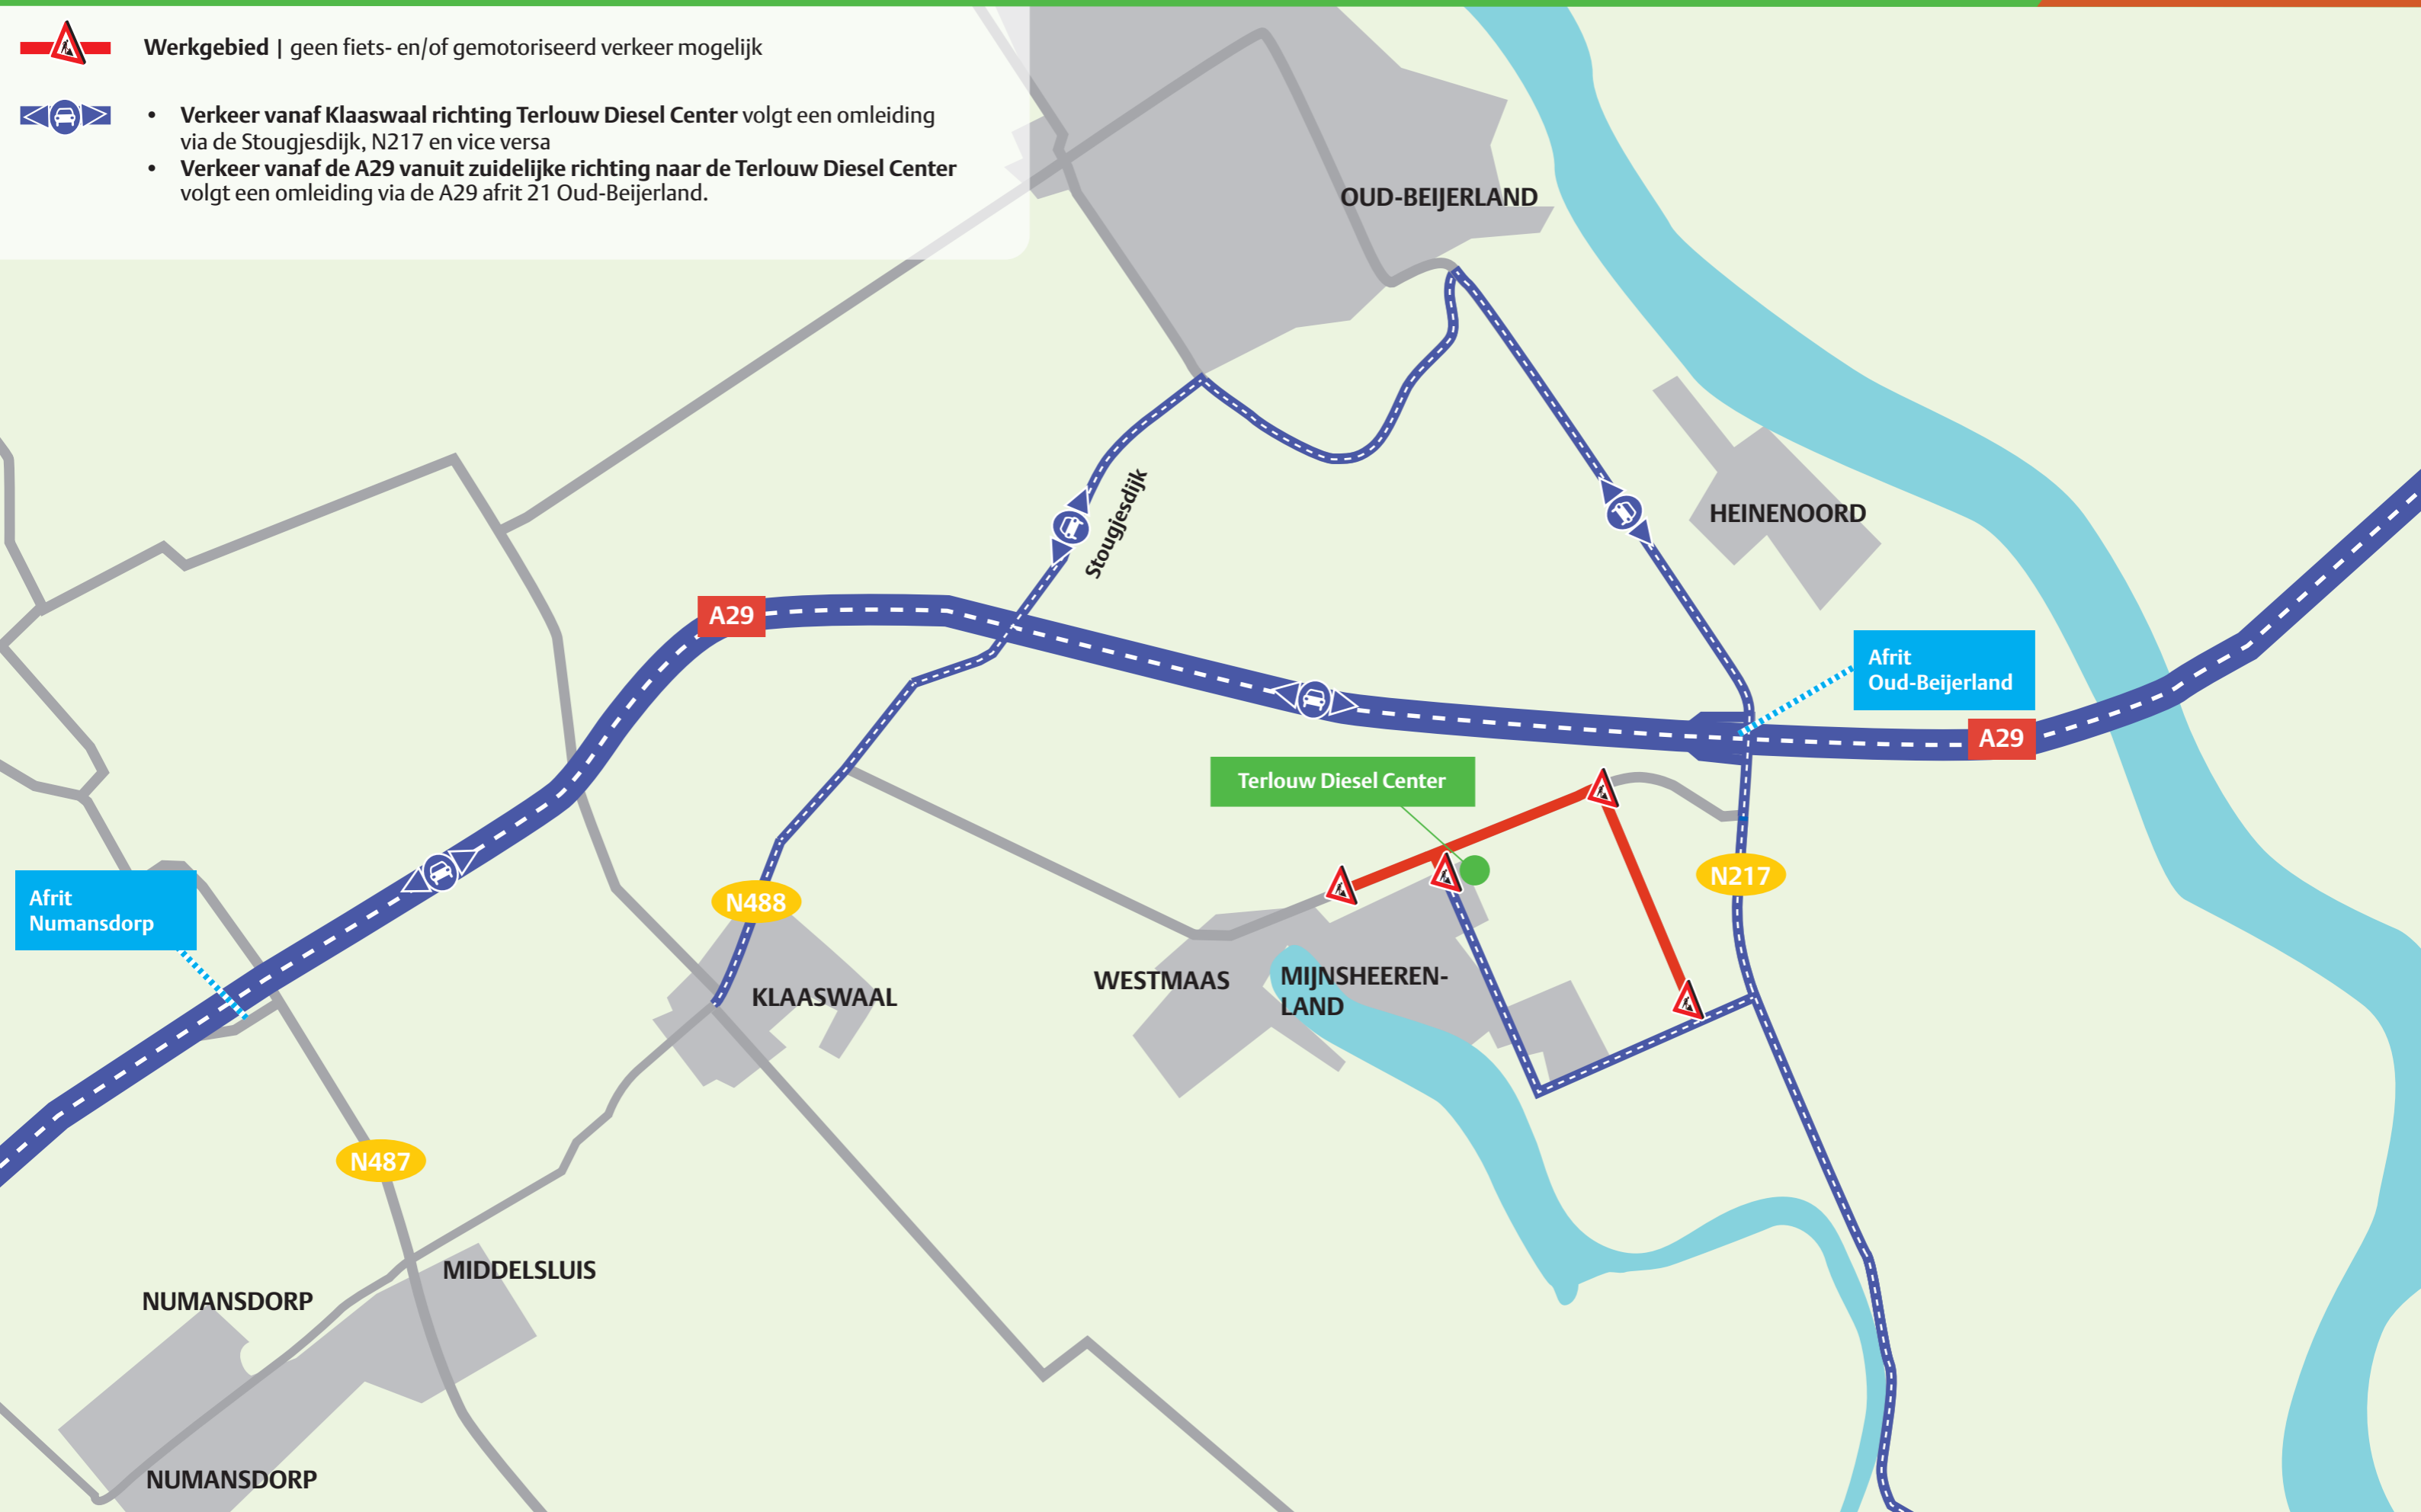 Werkgebied | geen fiets- en/of gemotoriseerd verkeer mogelijk
• Verkeer vanaf Klaaswaal richting Terlouw Diesel Center volgt een omleiding
via de Stougjesdijk, N217 en vice versa
• Verkeer vanaf de A29 vanuit zuidelijke richting naar de Terlouw Diesel Center
volgt een omleiding via de A29 afrit 21 Oud-Beijerland.
OUD-BEIJERLAND
HEINENOORD
Stougjesdijk
A29
Afrit
Oud-Beijerland
A29
Terlouw Diesel Center
N217
Afrit
Numansdorp
N488
KLAASWAAL
WESTMAAS
MIJNSHEEREN-
LAND
N487
MIDDELSLUIS
NUMANSDORP
NUMANSDORP